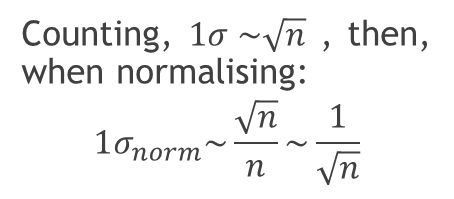 Counting, 1σ ~√n , then,
when normalising:
1σ_norm ~ √n/n ~ 1/√n